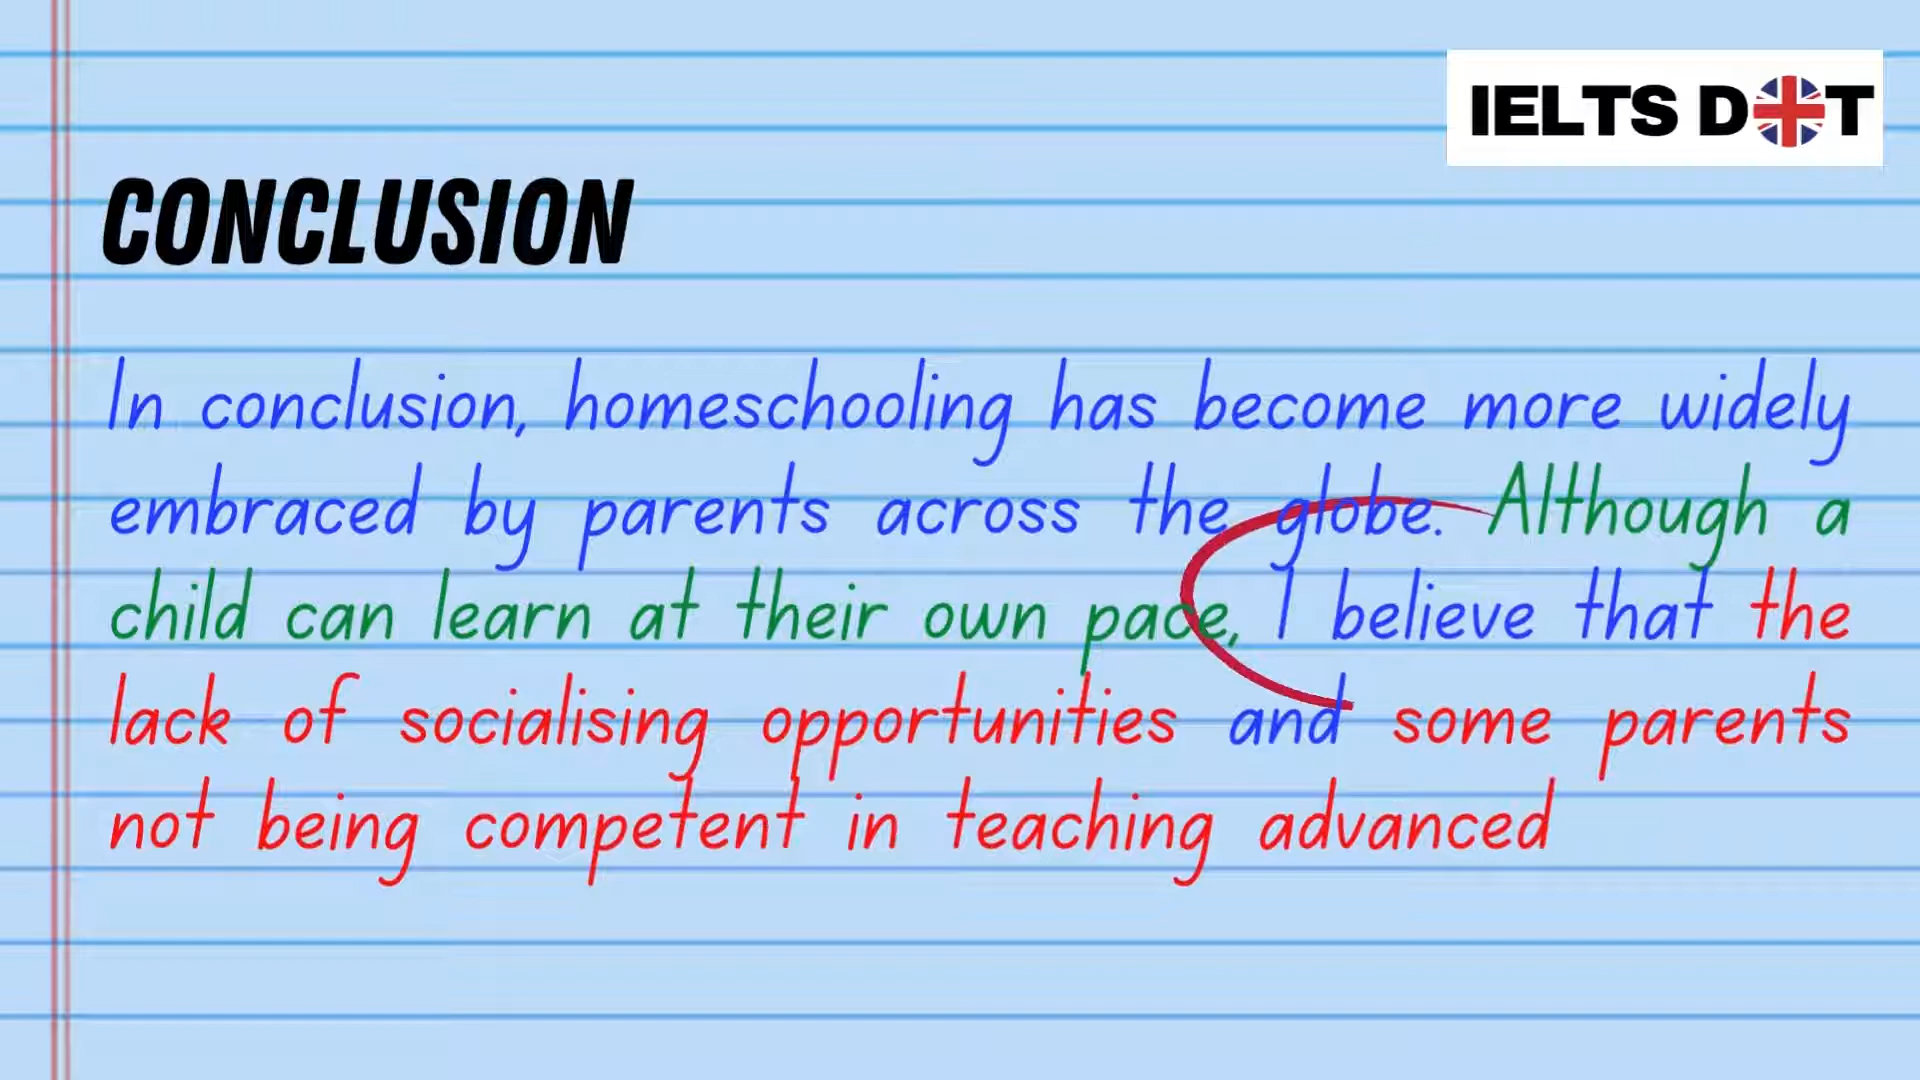 IELTS DOT
CONCLUSION
In conclusion, homeschooling has become more widely
embraced by parents across the globe. Although a
child can learn at their own pace, I believe that the
lack of socialising opportunities and some parents
not being competent in teaching advanced